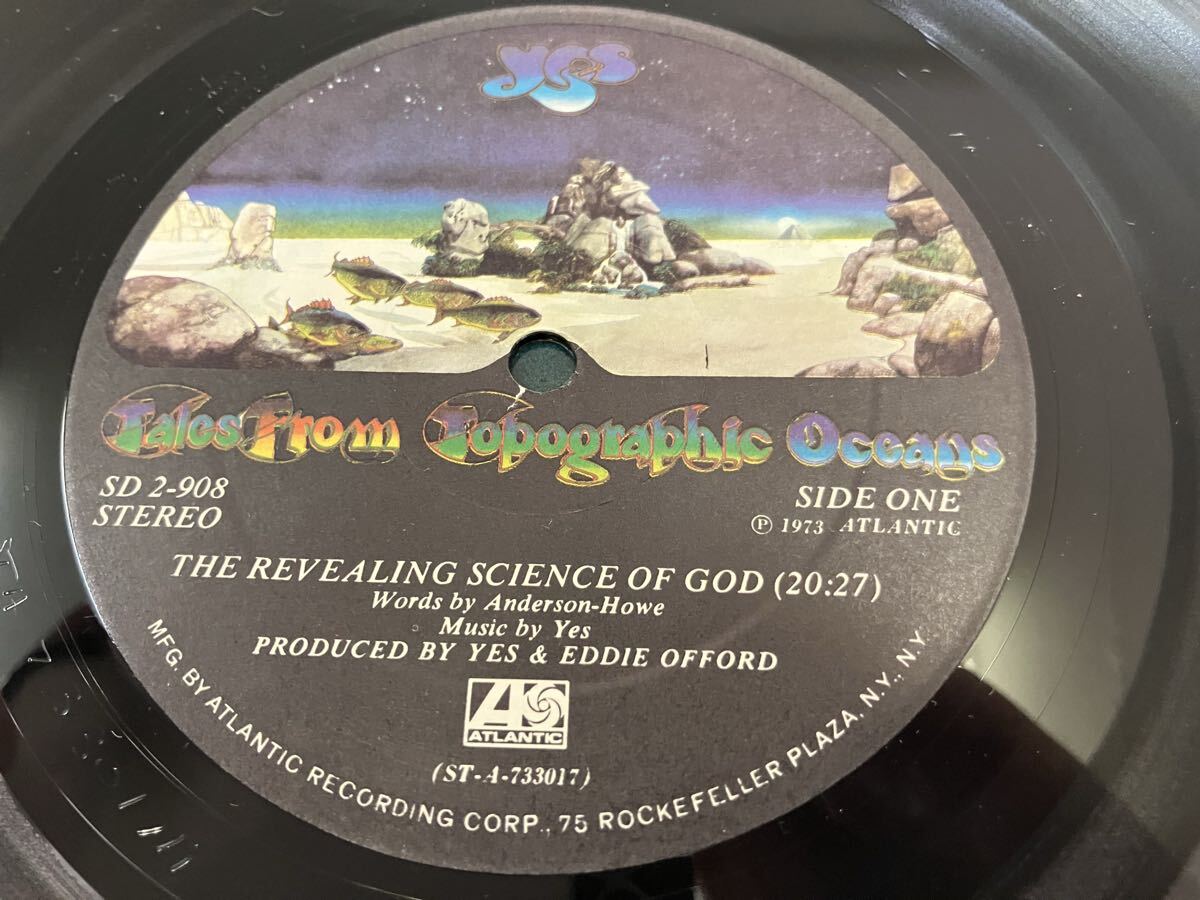 yes
Tales From Topographic Oceans
SD 2-908
STEREO
SIDE ONE
Ⓟ 1973 ATLANTIC
THE REVEALING SCIENCE OF GOD (20:27)
Words by Anderson-Howe
Music by Yes
PRODUCED BY YES & EDDIE OFFORD
ATLANTIC
(ST-A-733017)
MFG. BY ATLANTIC RECORDING CORP., 75 ROCKEFELLER PLAZA, N.Y., N.Y.